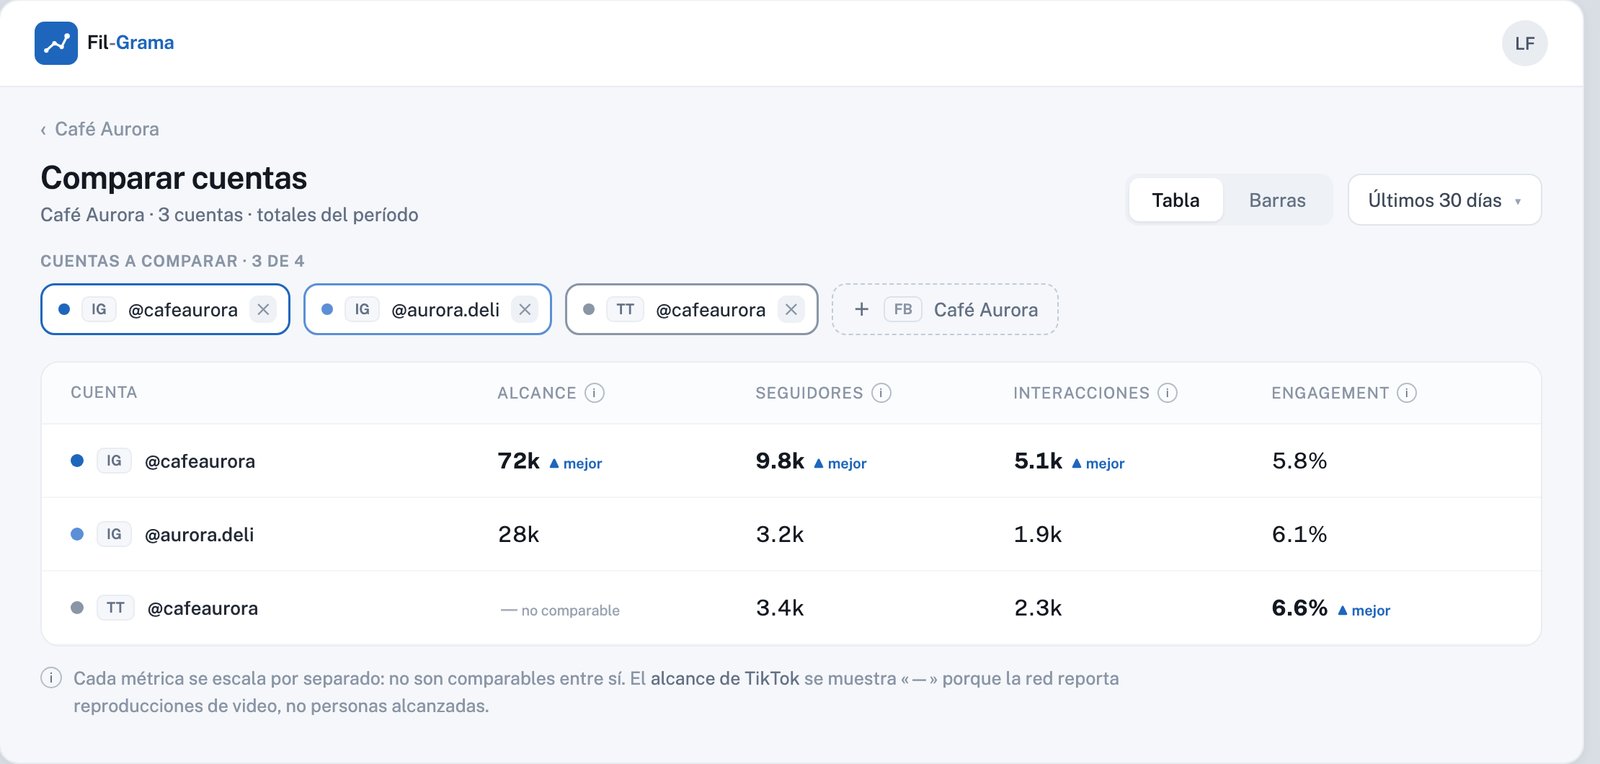 Fil-Grama
LF
‹ Café Aurora
Comparar cuentas
Café Aurora · 3 cuentas · totales del período
Tabla Barras Últimos 30 días ▾
CUENTAS A COMPARAR · 3 DE 4
IG @cafeaurora ×
IG @aurora.deli ×
TT @cafeaurora ×
+ FB Café Aurora
CUENTA ALCANCE i SEGUIDORES i INTERACCIONES i ENGAGEMENT i
IG @cafeaurora 72k ▲ mejor 9.8k ▲ mejor 5.1k ▲ mejor 5.8%
IG @aurora.deli 28k 3.2k 1.9k 6.1%
TT @cafeaurora — no comparable 3.4k 2.3k 6.6% ▲ mejor
i Cada métrica se escala por separado: no son comparables entre sí. El alcance de TikTok se muestra «—» porque la red reporta
reproducciones de video, no personas alcanzadas.